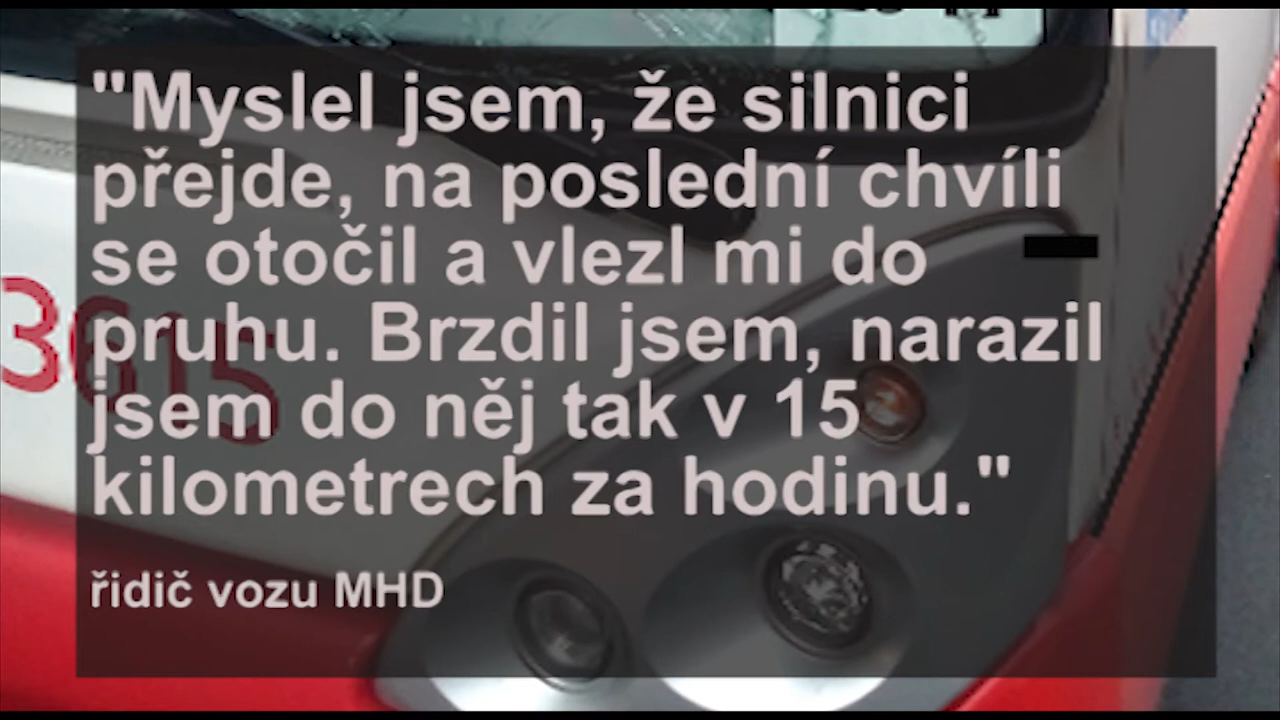 "Myslel jsem, že silnici
přejde, na poslední chvíli
se otočil a vlezl mi do
pruhu. Brzdil jsem, narazil
jsem do něj tak v 15
kilometrech za hodinu."
řidič vozu MHD
3615